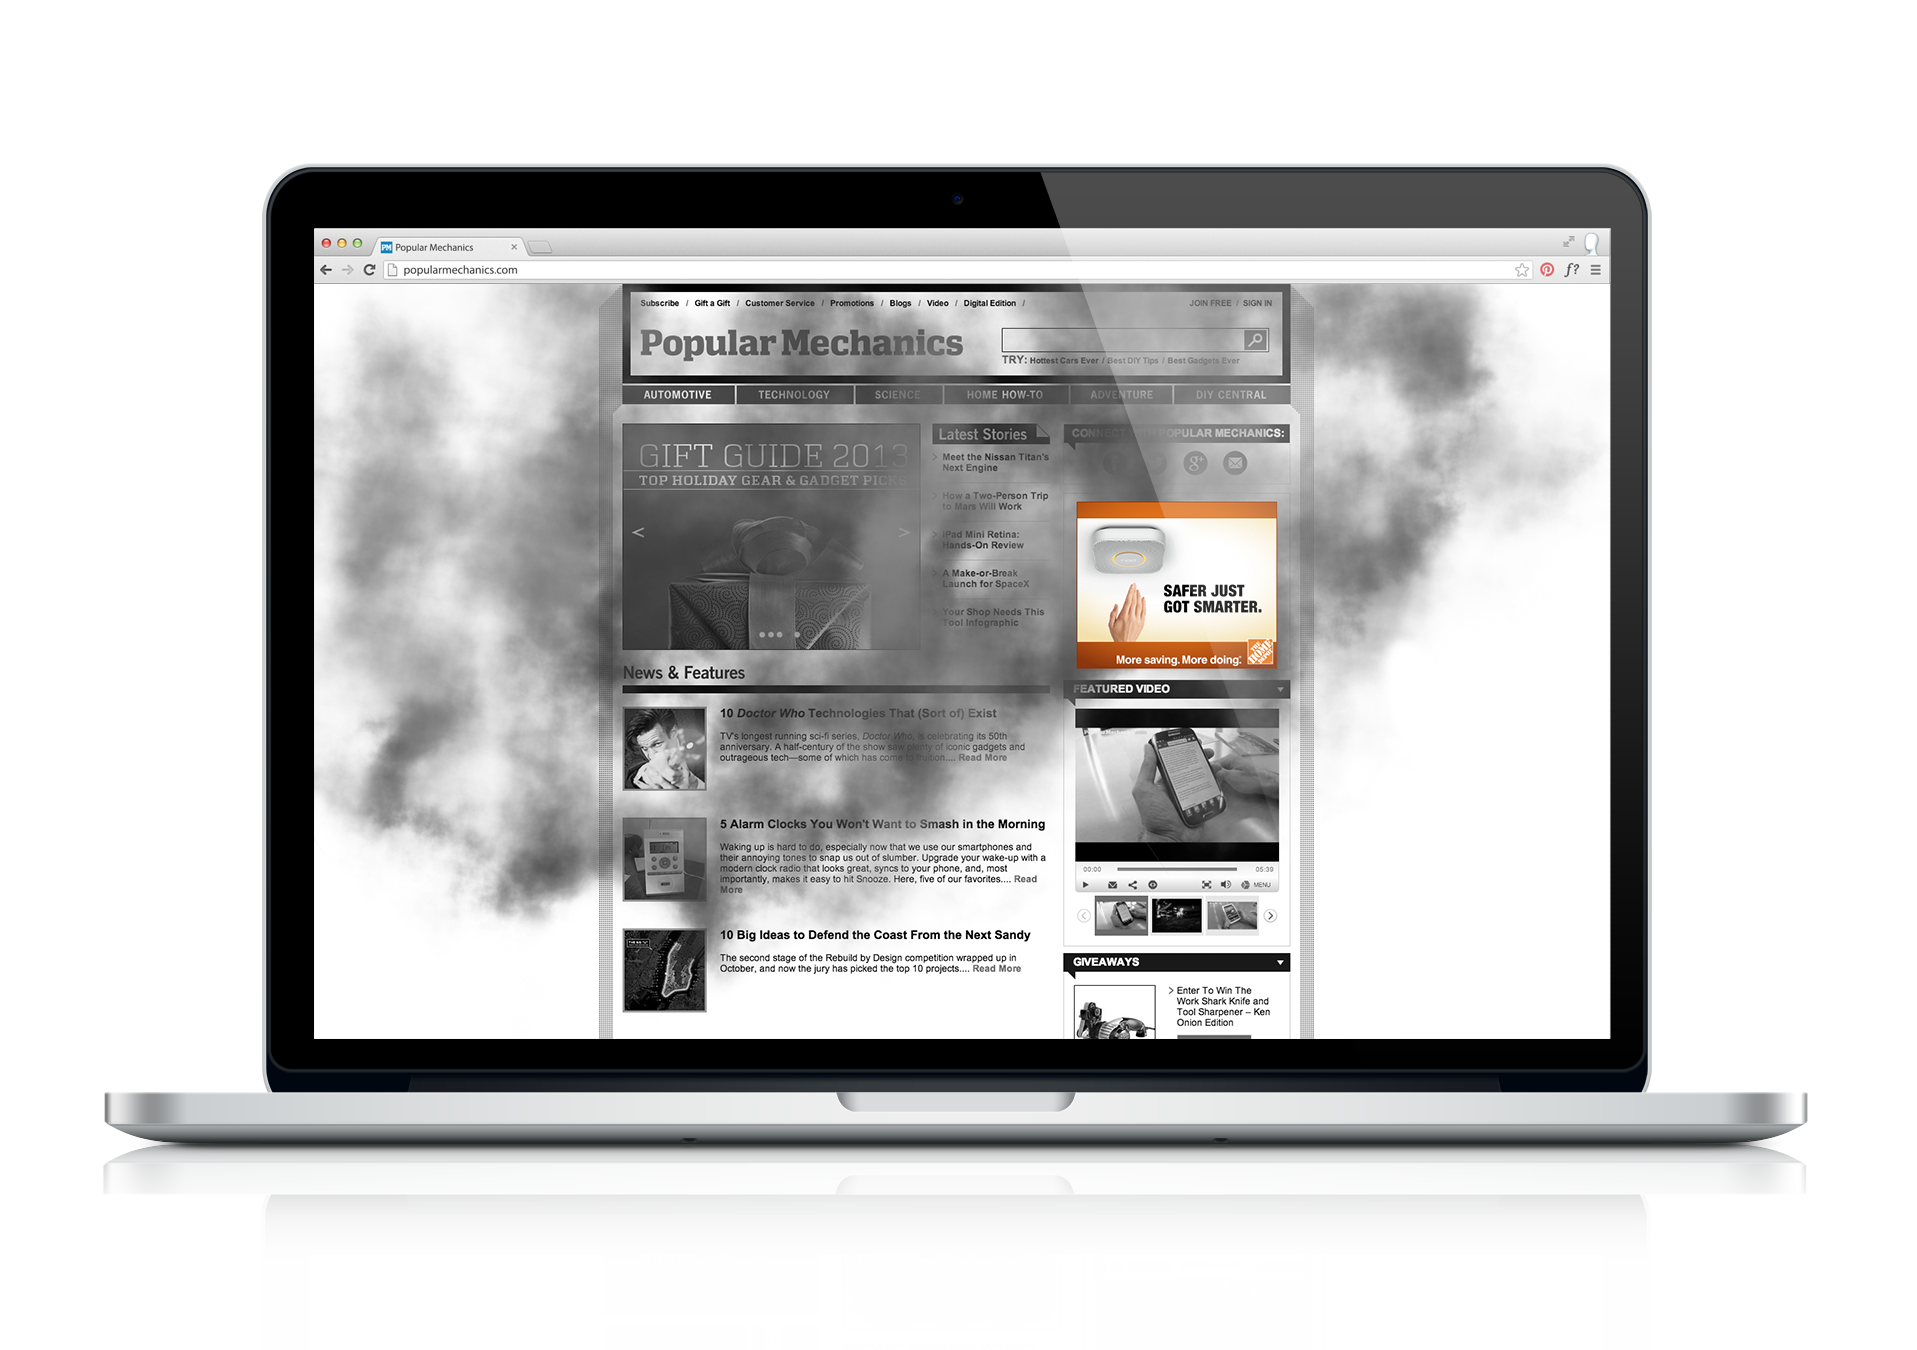 Popular Mechanics
popularmechanics.com
Subscribe / Gift a Gift / Customer Service / Promotions / Blogs / Video / Digital Edition /
JOIN FREE / SIGN IN
Popular Mechanics
TRY: Hottest Cars Ever / Best DIY Tips / Best Gadgets Ever
AUTOMOTIVE TECHNOLOGY SCIENCE HOME HOW-TO ADVENTURE DIY CENTRAL
GIFT GUIDE 2013
TOP HOLIDAY GEAR & GADGET PICKS
Latest Stories
Meet the Nissan Titan's
Next Engine
How a Two-Person Trip
to Mars Will Work
iPad Mini Retina:
Hands-On Review
A Make-or-Break
Launch for SpaceX
Your Shop Needs This
Tool Infographic
CONNECT WITH POPULAR MECHANICS:
SAFER JUST
GOT SMARTER.
More saving. More doing.
THE HOME DEPOT
News & Features
10 Doctor Who Technologies That (Sort of) Exist
TV's longest running sci-fi series, Doctor Who, is celebrating its 50th
anniversary. A half-century of the show saw plenty of iconic gadgets and
outrageous tech—some of which has come to fruition.... Read More
5 Alarm Clocks You Won't Want to Smash in the Morning
Waking up is hard to do, especially now that we use our smartphones and
their annoying tones to snap us out of slumber. Upgrade your wake-up with a
modern clock radio that looks great, syncs to your phone, and, most
importantly, makes it easy to hit Snooze. Here, five of our favorites.... Read
More
10 Big Ideas to Defend the Coast From the Next Sandy
The second stage of the Rebuild by Design competition wrapped up in
October, and now the jury has picked the top 10 projects.... Read More
FEATURED VIDEO
00:00 05:39
MENU
GIVEAWAYS
Enter To Win The
Work Shark Knife and
Tool Sharpener – Ken
Onion Edition